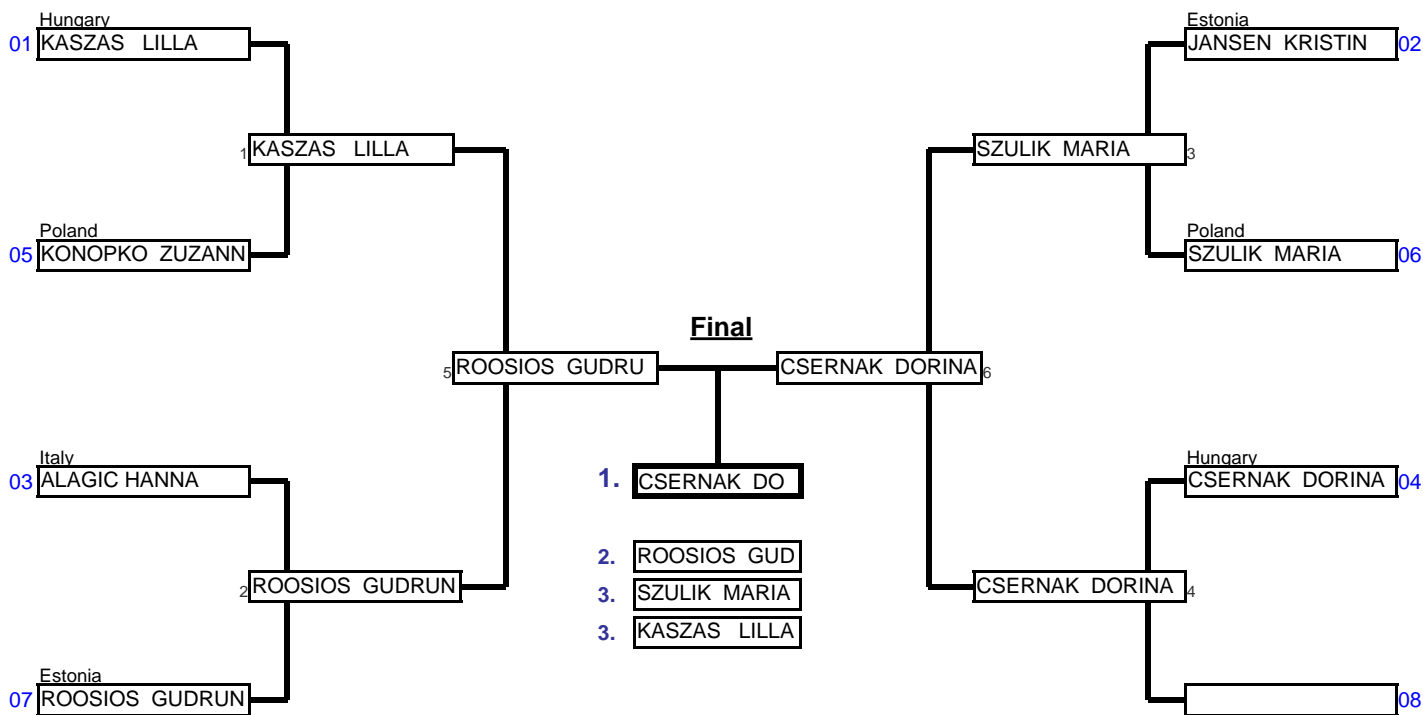 Hungary
01 KASZAS LILLA
Estonia
JANSEN KRISTIN 02
1 KASZAS LILLA
SZULIK MARIA 3
Poland
05 KONOPKO ZUZANN
Poland
SZULIK MARIA 06
Final
5 ROOSIOS GUDRU
CSERNAK DORINA 6
Italy
03 ALAGIC HANNA
1. CSERNAK DO
Hungary
CSERNAK DORINA 04
2. ROOSIOS GUD
2 ROOSIOS GUDRUN
CSERNAK DORINA 4
3. SZULIK MARIA
3. KASZAS LILLA
Estonia
07 ROOSIOS GUDRUN
08